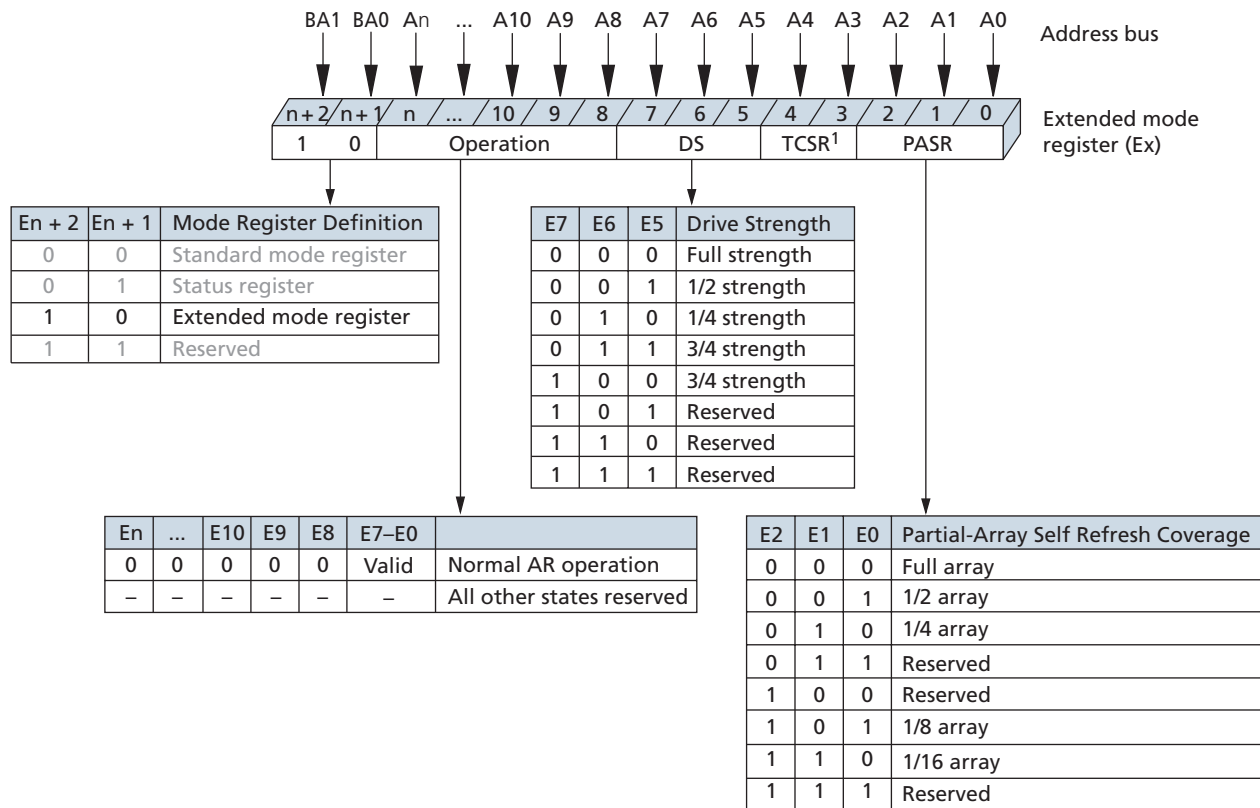 BA1 BA0 An ... A10 A9 A8 A7 A6 A5 A4 A3 A2 A1 A0
Address bus
n + 2 n + 1 n ... 10 9 8 7 6 5 4 3 2 1 0
Extended mode
register (Ex)
1 0 Operation DS TCSR1 PASR
En + 2 En + 1 Mode Register Definition
0 0 Standard mode register
0 1 Status register
1 0 Extended mode register
1 1 Reserved
E7 E6 E5 Drive Strength
0 0 0 Full strength
0 0 1 1/2 strength
0 1 0 1/4 strength
0 1 1 3/4 strength
1 0 0 3/4 strength
1 0 1 Reserved
1 1 0 Reserved
1 1 1 Reserved
En ... E10 E9 E8 E7–E0
0 0 0 0 0 Valid Normal AR operation
– – – – – – All other states reserved
E2 E1 E0 Partial-Array Self Refresh Coverage
0 0 0 Full array
0 0 1 1/2 array
0 1 0 1/4 array
0 1 1 Reserved
1 0 0 Reserved
1 0 1 1/8 array
1 1 0 1/16 array
1 1 1 Reserved